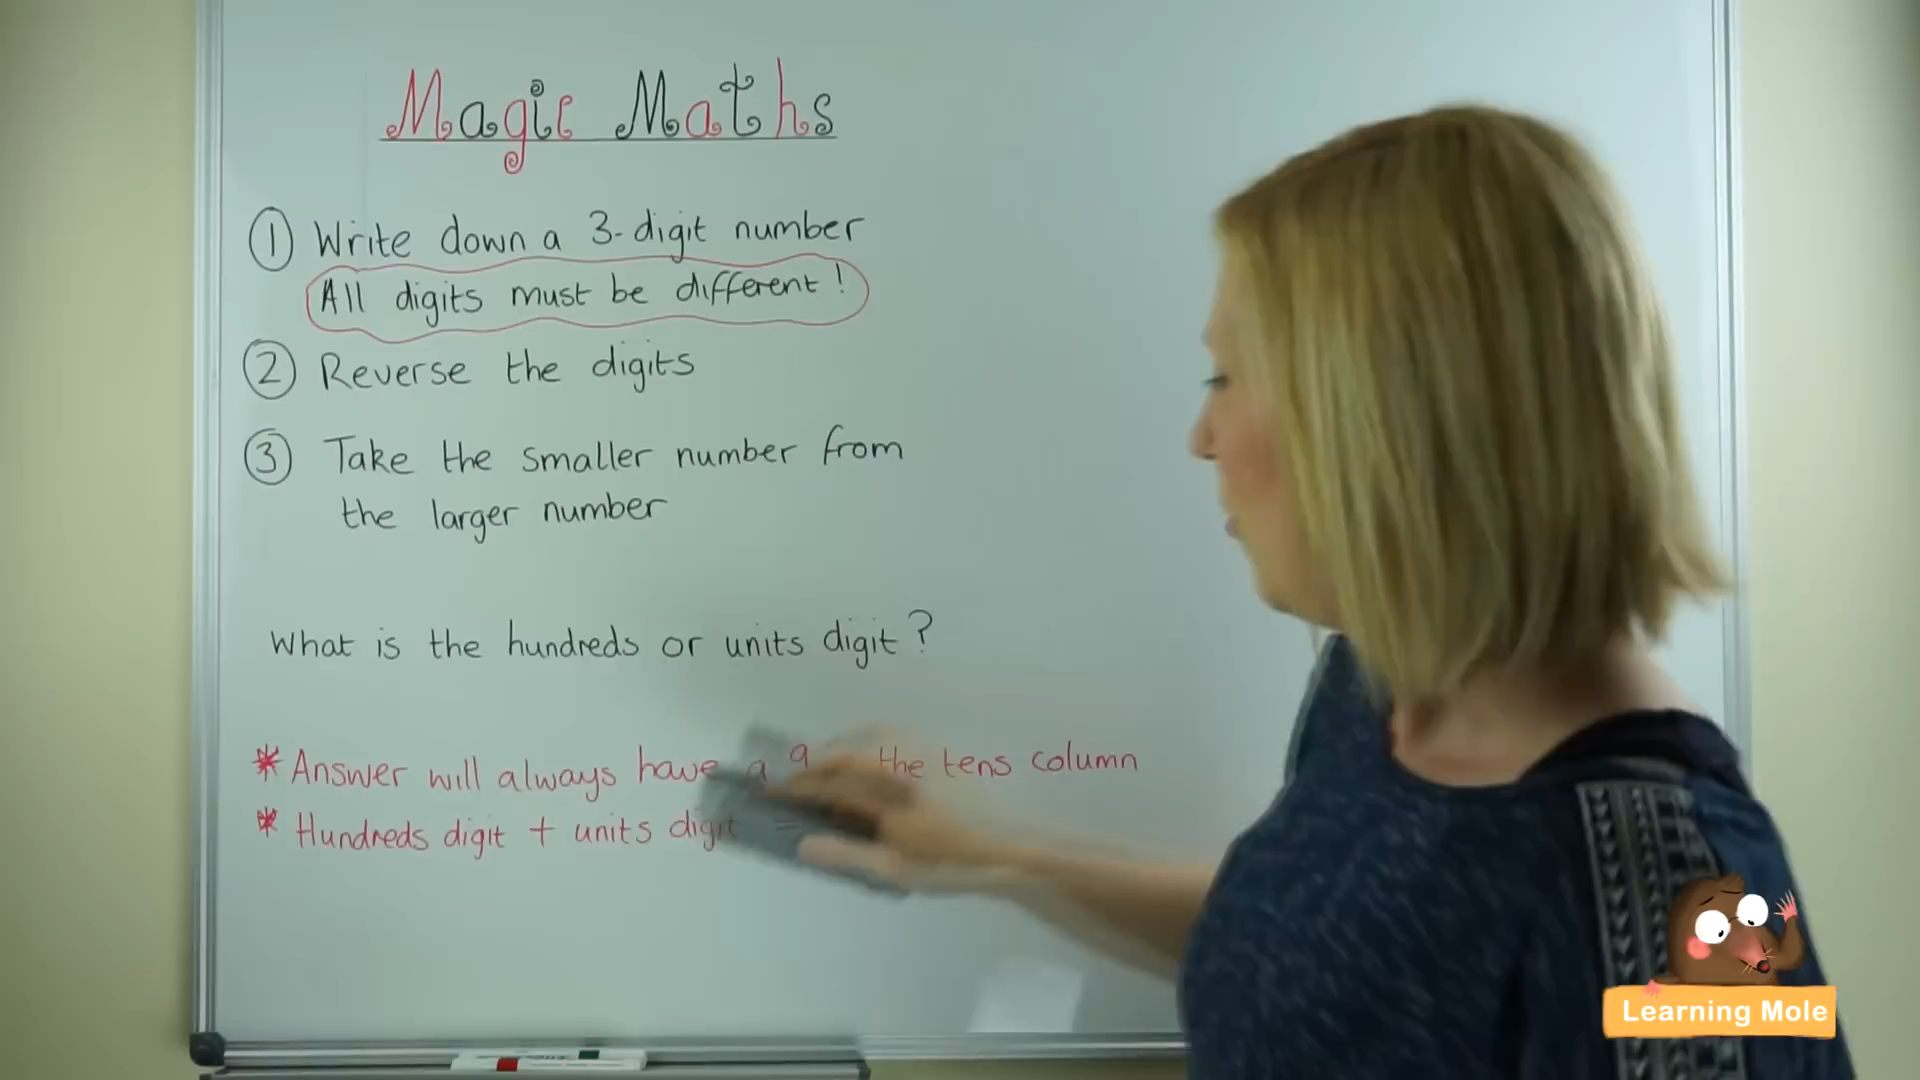 Magic Maths
① Write down a 3-digit number
All digits must be different!
② Reverse the digits
③ Take the smaller number from
the larger number
What is the hundreds or units digit?
* Answer will always have a 9 the tens column
* Hundreds digit + units digit =
Learning Mole